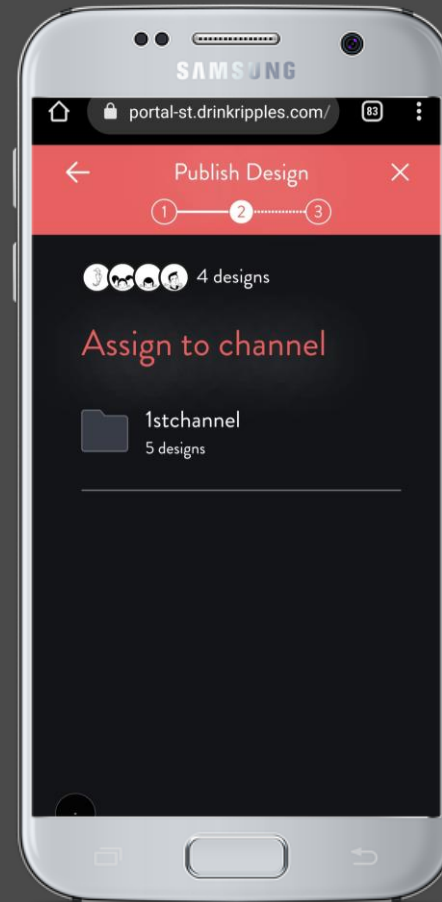 SAMSUNG
portal-st.drinkripples.com/
83
Publish Design
1
2
3
4 designs
Assign to channel
1stchannel
5 designs